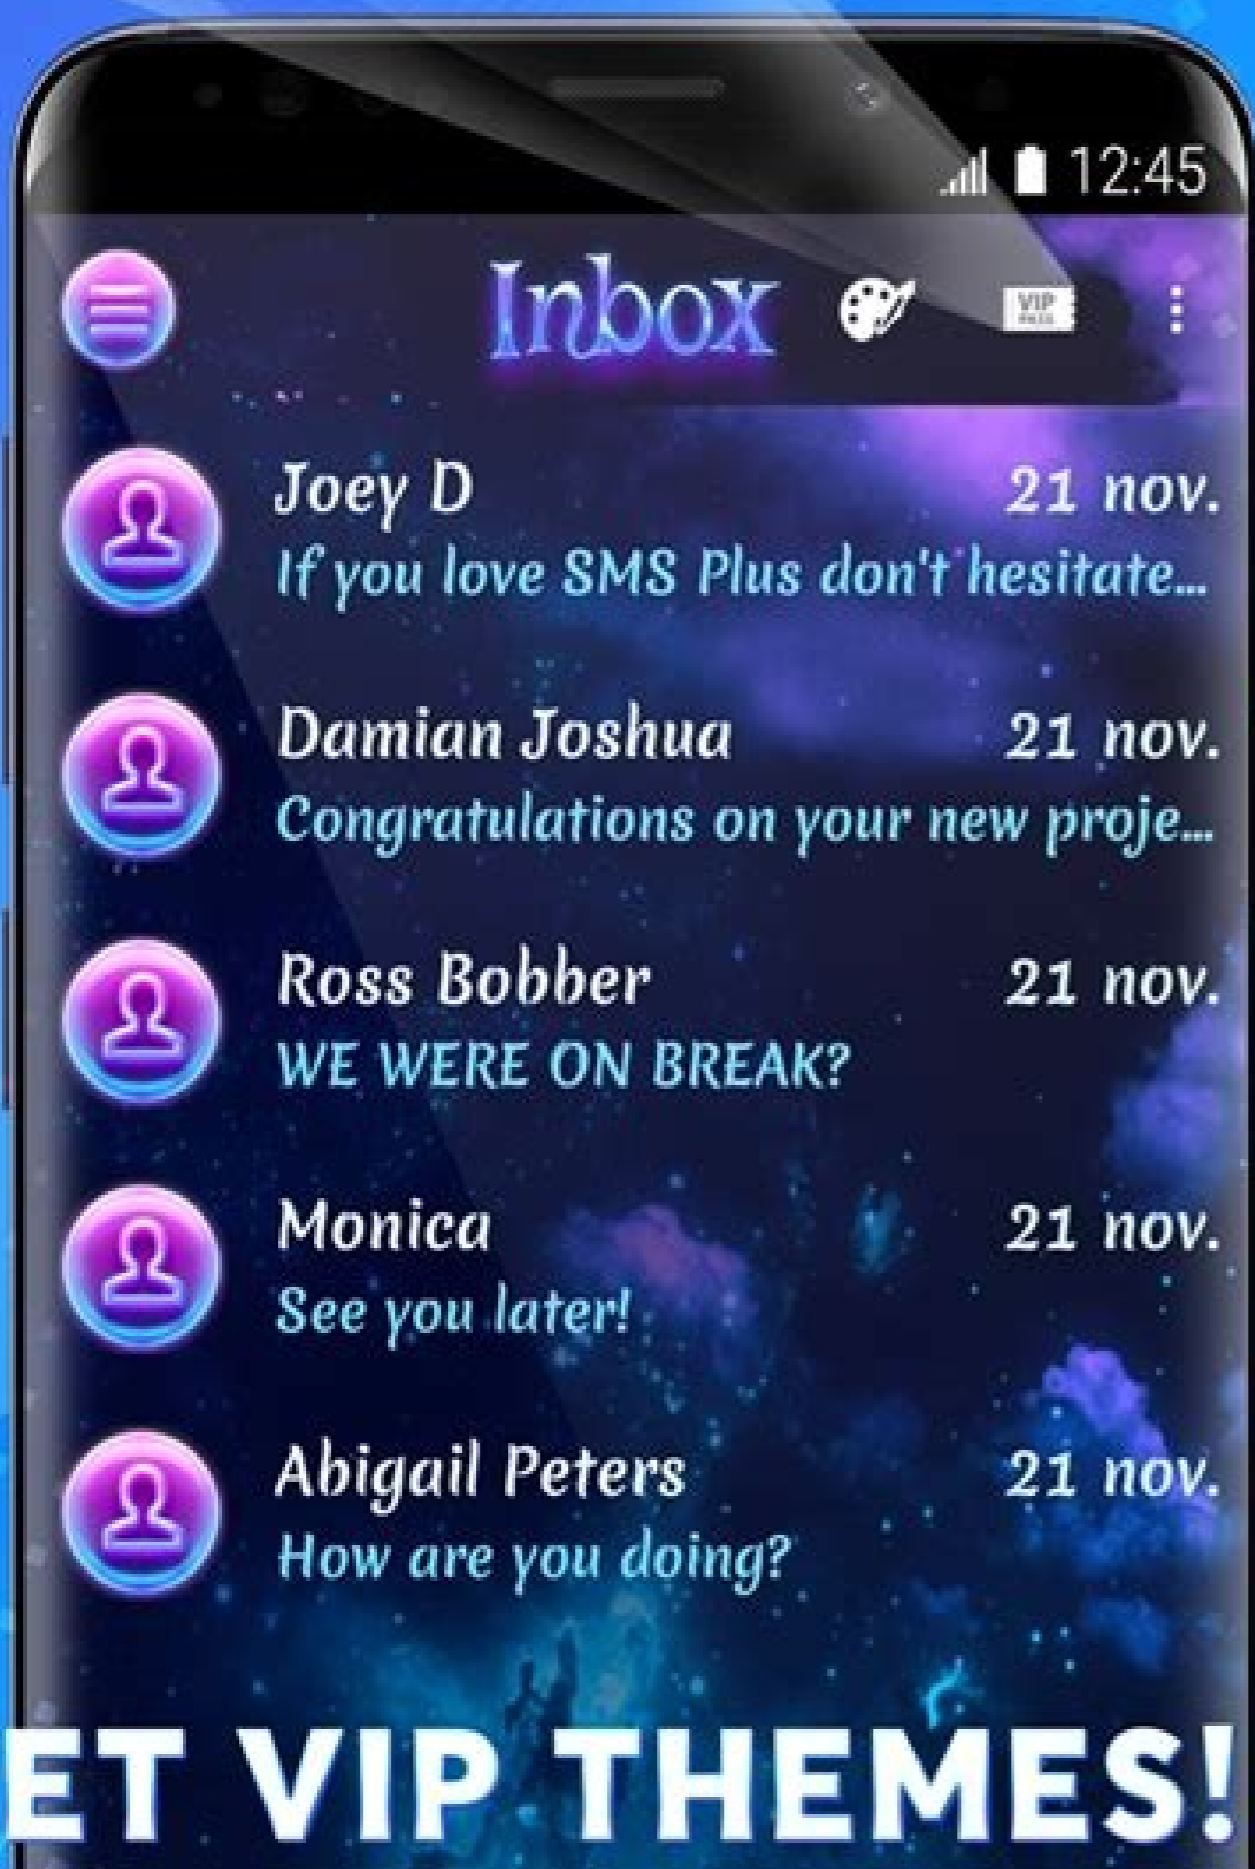 12:45
Inbox
VIP
PASS
Joey D 21 nov.
If you love SMS Plus don't hesitate...
Damian Joshua 21 nov.
Congratulations on your new proje...
Ross Bobber 21 nov.
WE WERE ON BREAK?
Monica 21 nov.
See you later!
Abigail Peters 21 nov.
How are you doing?
ET VIP THEMES!